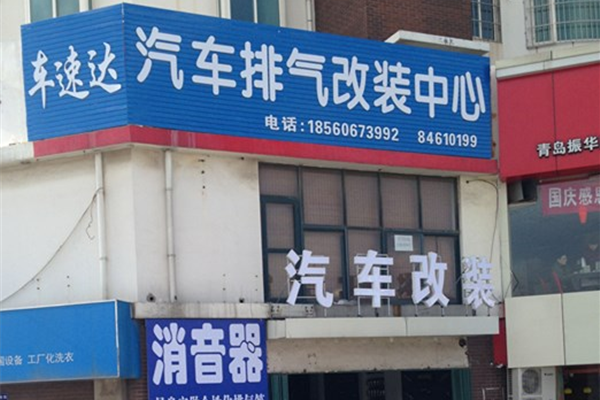 车速达 汽车排气改装中心
电话:18560673992 84610199
青岛振华
国庆感恩
汽车改装
消音器
设备 工厂化洗衣